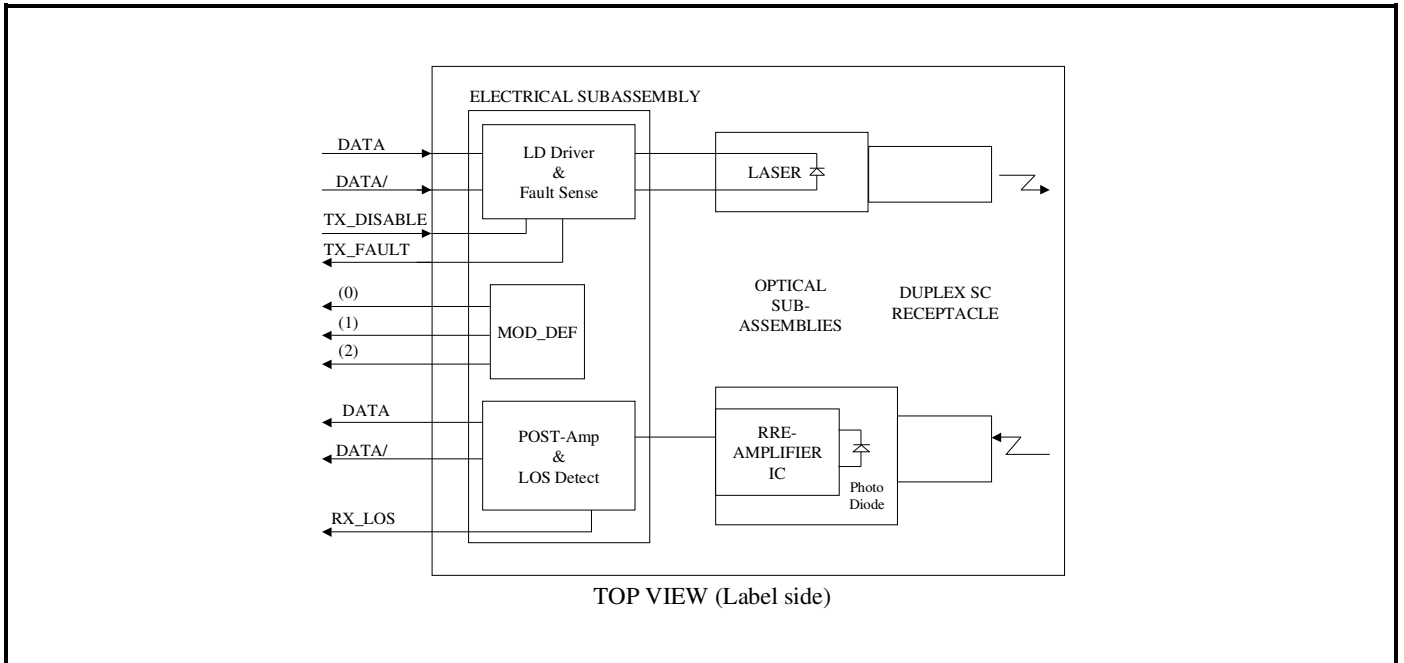 ELECTRICAL SUBASSEMBLY
DATA
DATA/
TX_DISABLE
TX_FAULT
LD Driver
&
Fault Sense
LASER
(0)
(1)
(2)
MOD_DEF
OPTICAL
SUB-
ASSEMBLIES
DUPLEX SC
RECEPTACLE
DATA
DATA/
RX_LOS
POST-Amp
&
LOS Detect
RRE-
AMPLIFIER
IC
Photo
Diode
TOP VIEW (Label side)